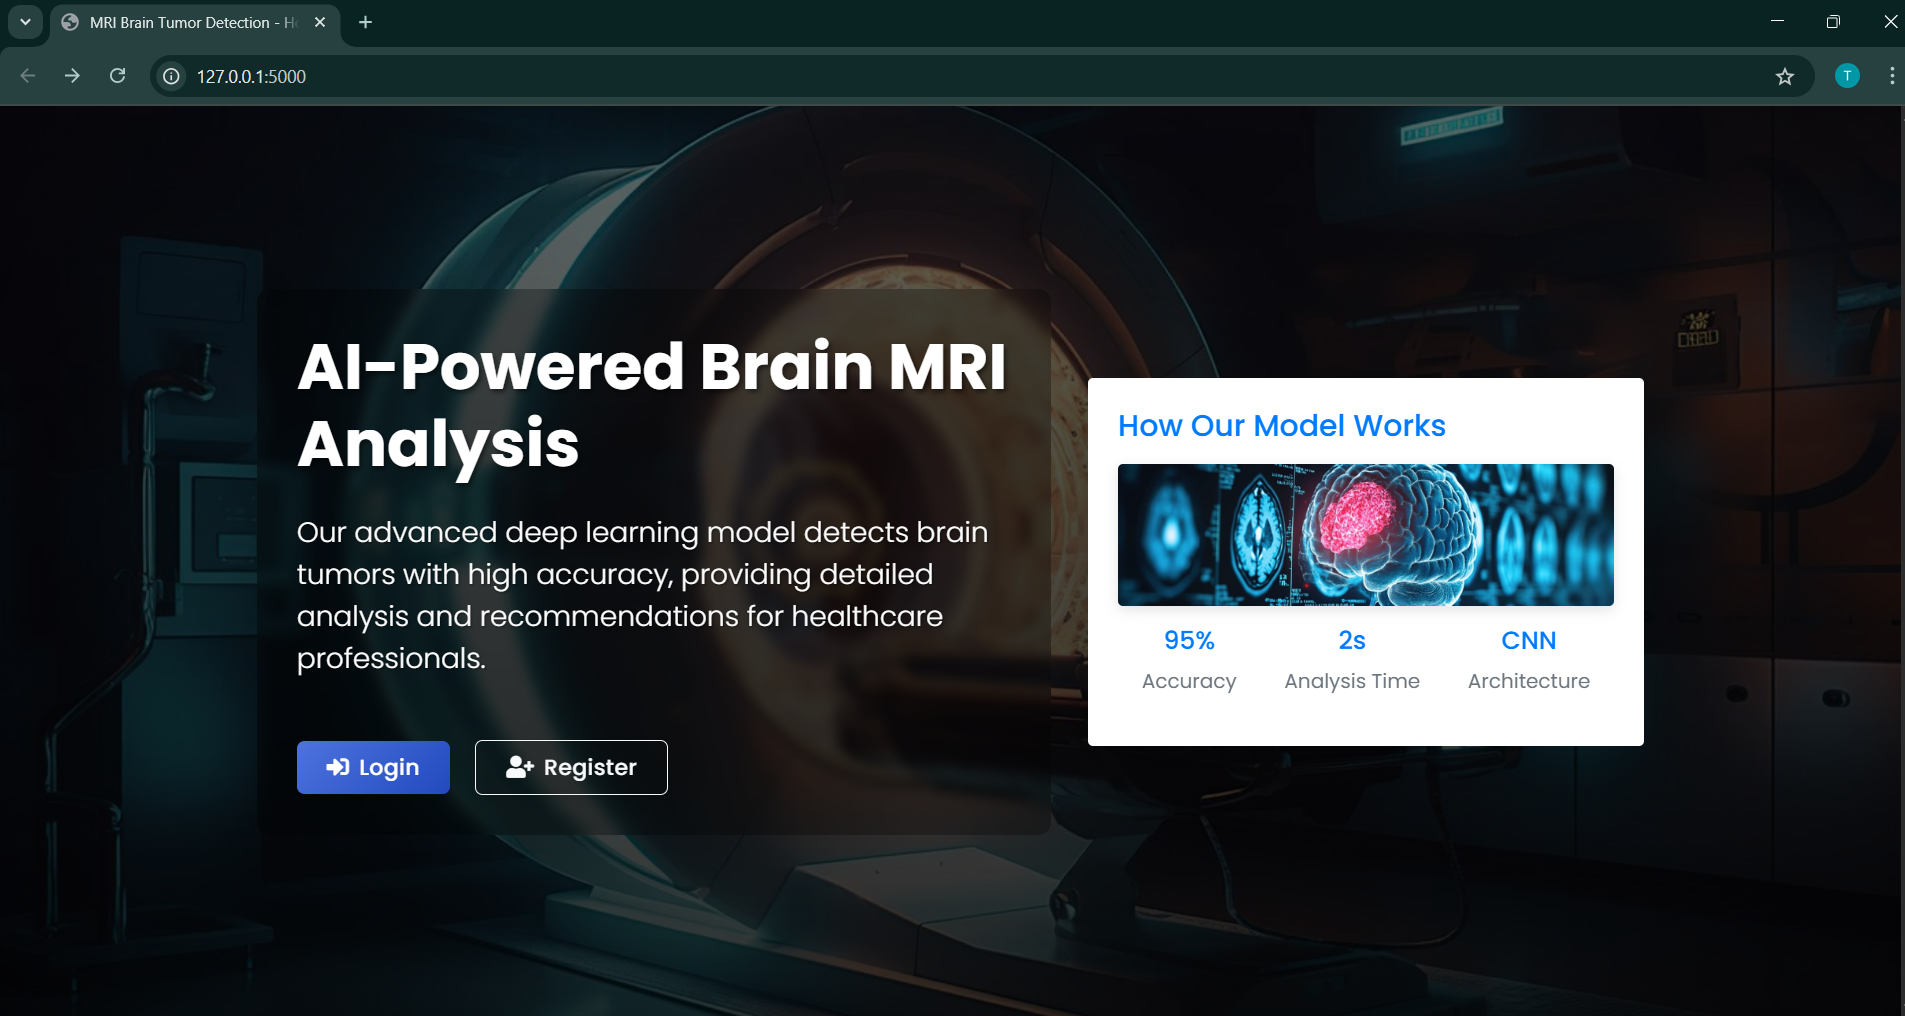 MRI Brain Tumor Detection - H
127.0.0.1:5000
T
AI-Powered Brain MRI
Analysis
Our advanced deep learning model detects brain
tumors with high accuracy, providing detailed
analysis and recommendations for healthcare
professionals.
Login
Register
How Our Model Works
95%
2s
CNN
Accuracy
Analysis Time
Architecture